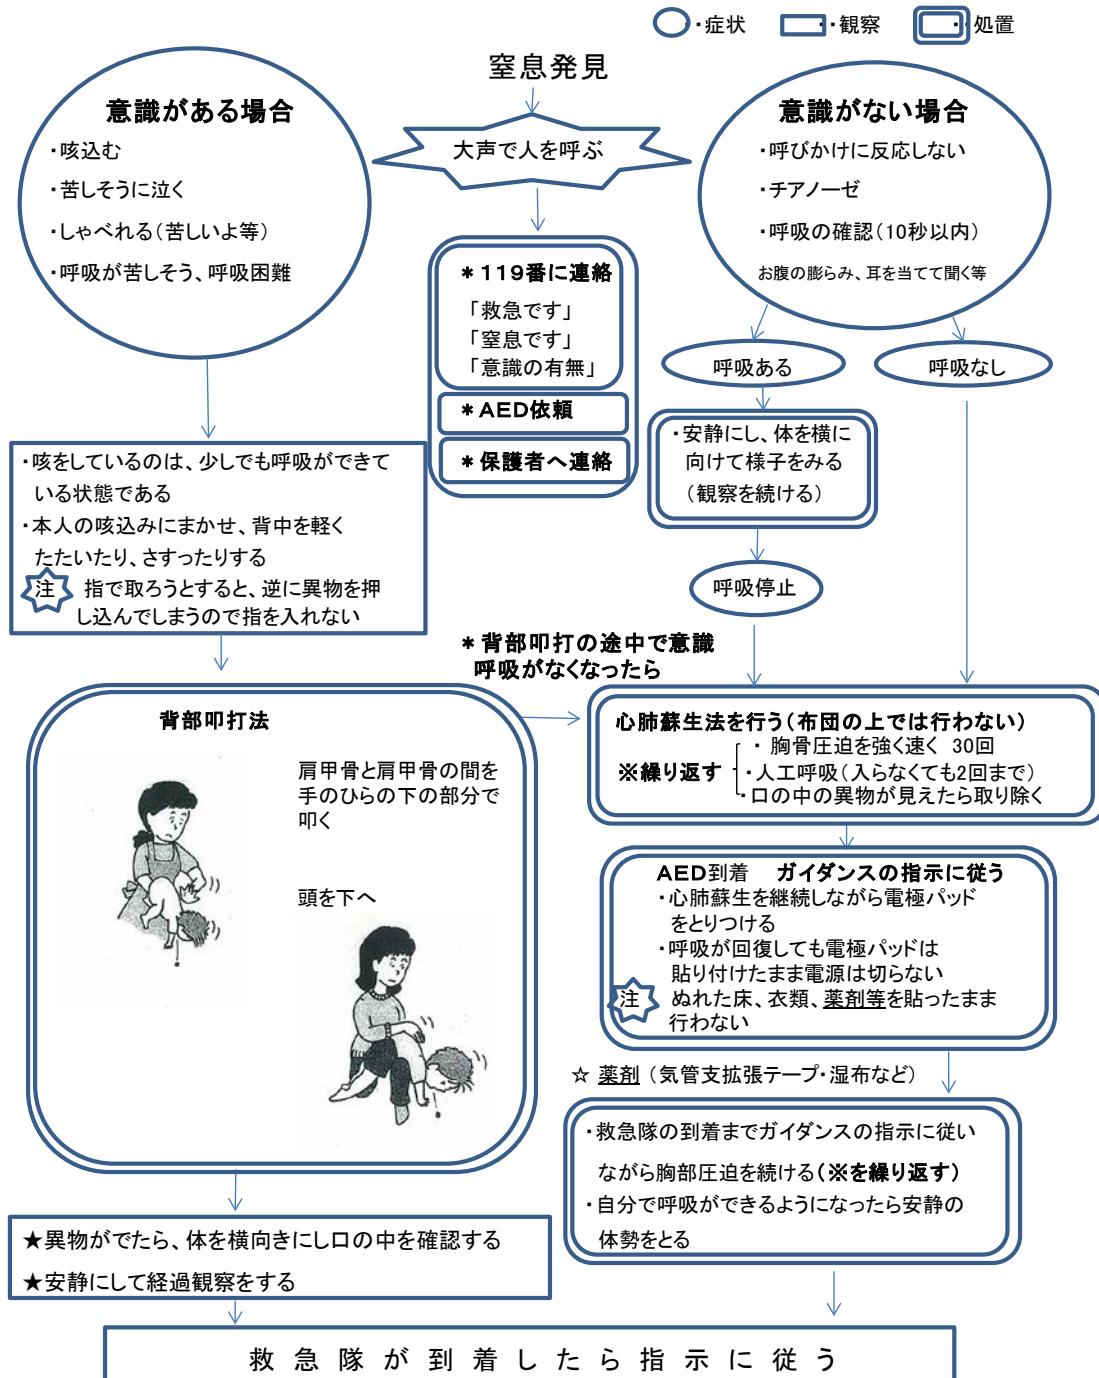 ・症状
・観察
・処置
窒息発見
大声で人を呼ぶ
意識がある場合
・咳込む
・苦しそうに泣く
・しゃべれる(苦しいよ等)
・呼吸が苦しそう、呼吸困難
意識がない場合
・呼びかけに反応しない
・チアノーゼ
・呼吸の確認(10秒以内)
お腹の膨らみ、耳を当てて聞く等
＊119番に連絡
「救急です」
「窒息です」
「意識の有無」
＊AED依頼
＊保護者へ連絡
呼吸ある
呼吸なし
・安静にし、体を横に
向けて様子をみる
(観察を続ける)
呼吸停止
・咳をしているのは、少しでも呼吸ができて
いる状態である
・本人の咳込みにまかせ、背中を軽く
たたいたり、さすったりする
注 指で取ろうとすると、逆に異物を押
し込んでしまうので指を入れない
＊背部叩打の途中で意識
呼吸がなくなったら
背部叩打法
肩甲骨と肩甲骨の間を
手のひらの下の部分で
叩く
頭を下へ
心肺蘇生法を行う(布団の上では行わない)
・ 胸骨圧迫を強く速く 30回
※繰り返す ・人工呼吸(入らなくても2回まで)
・口の中の異物が見えたら取り除く
AED到着 ガイダンスの指示に従う
・心肺蘇生を継続しながら電極パッド
をとりつける
・呼吸が回復しても電極パッドは
貼り付けたまま電源は切らない
注 ぬれた床、衣類、薬剤等を貼ったまま
行わない
☆ 薬剤 (気管支拡張テープ・湿布など)
・救急隊の到着までガイダンスの指示に従い
ながら胸部圧迫を続ける(※を繰り返す)
・自分で呼吸ができるようになったら安静の
体勢をとる
★異物がでたら、体を横向きにし口の中を確認する
★安静にして経過観察をする
救急隊が到着したら指示に従う